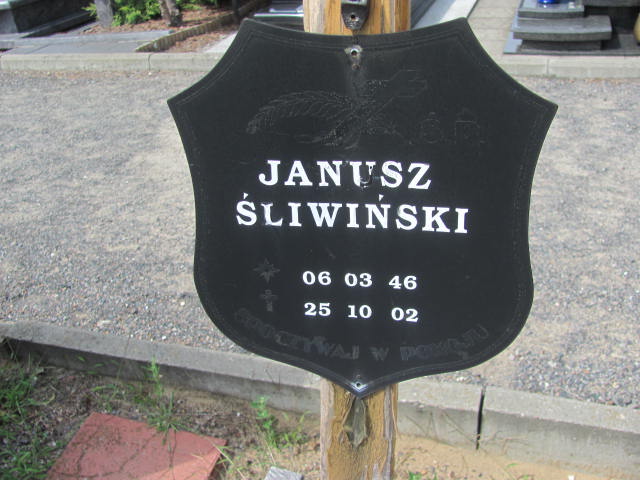 Ś. P.
JANUSZ
ŚLIWIŃSKI
06 03 46
25 10 02
SPOCZYWAJ W POKOJU